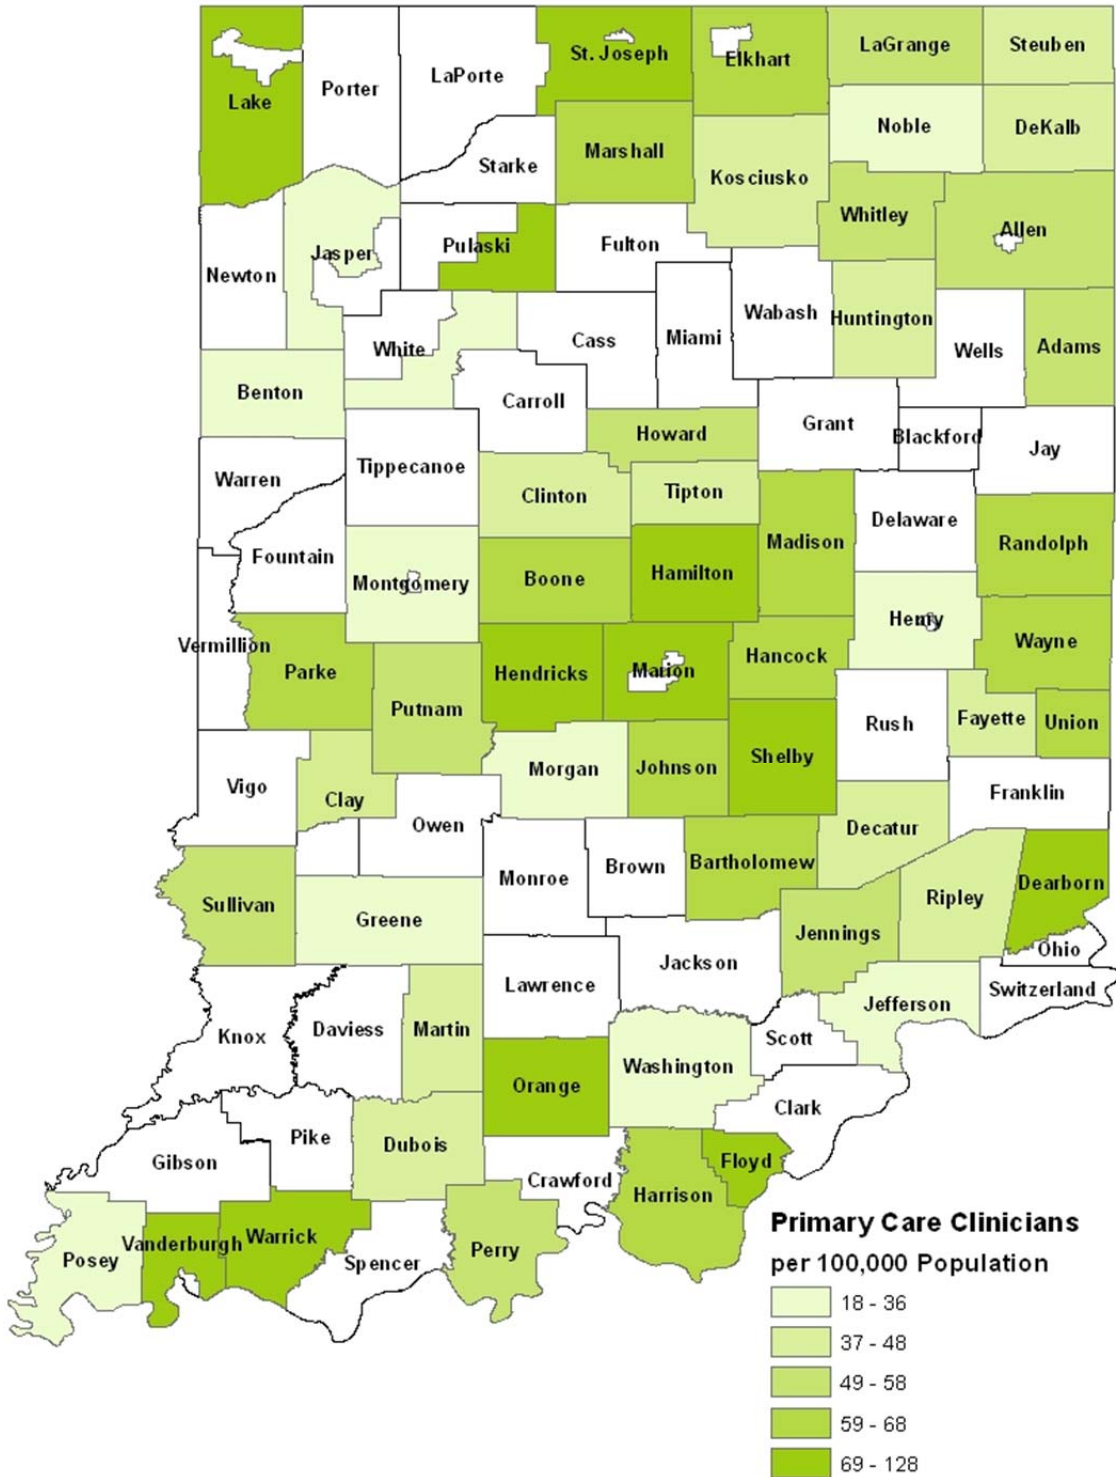 St. Joseph
Elkhart
LaGrange
Steuben
Lake
Porter
LaPorte
Noble
DeKalb
Starke
Marshall
Kosciusko
Whitley
Allen
Newton
Jasper
Pulaski
Fulton
Wabash
Huntington
Wells
Adams
White
Cass
Miami
Benton
Carroll
Grant
Blackford
Jay
Howard
Warren
Tippecanoe
Clinton
Tipton
Madison
Delaware
Randolph
Fountain
Montgomery
Boone
Hamilton
Henry
Wayne
Vermillion
Parke
Putnam
Hendricks
Marion
Hancock
Rush
Fayette
Union
Vigo
Clay
Morgan
Johnson
Shelby
Franklin
Owen
Decatur
Monroe
Brown
Bartholomew
Dearborn
Sullivan
Greene
Ripley
Jennings
Ohio
Switzerland
Knox
Daviess
Martin
Lawrence
Jackson
Jefferson
Scott
Orange
Washington
Clark
Gibson
Pike
Dubois
Crawford
Floyd
Harrison
Posey
Vanderburgh
Warrick
Spencer
Perry
Primary Care Clinicians
per 100,000 Population
18 - 36
37 - 48
49 - 58
59 - 68
69 - 128